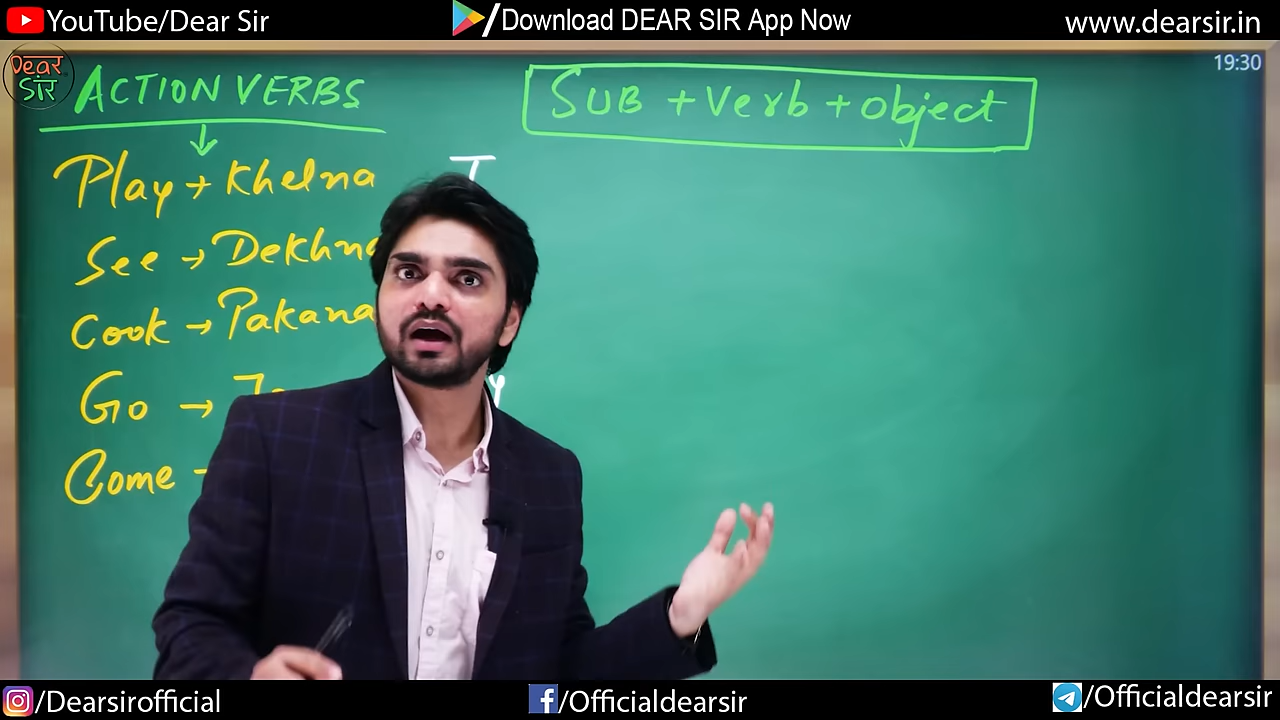 YouTube/Dear Sir
/Download DEAR SIR App Now
www.dearsir.in
19:30
Dear
सिर
ACTION VERBS
SUB + Verb + object
Play → Khelna
See → Dekhna
Cook → Pakana
Go →
Come
/Dearsirofficial
/Officialdearsir
/Officialdearsir